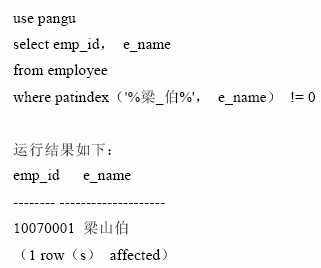 use pangu
select emp_id， e_name
from employee
where patindex（'%梁_伯%'， e_name） != 0
运行结果如下：
emp_id e_name
-------- --------------------
10070001 梁山伯
（1 row（s） affected）